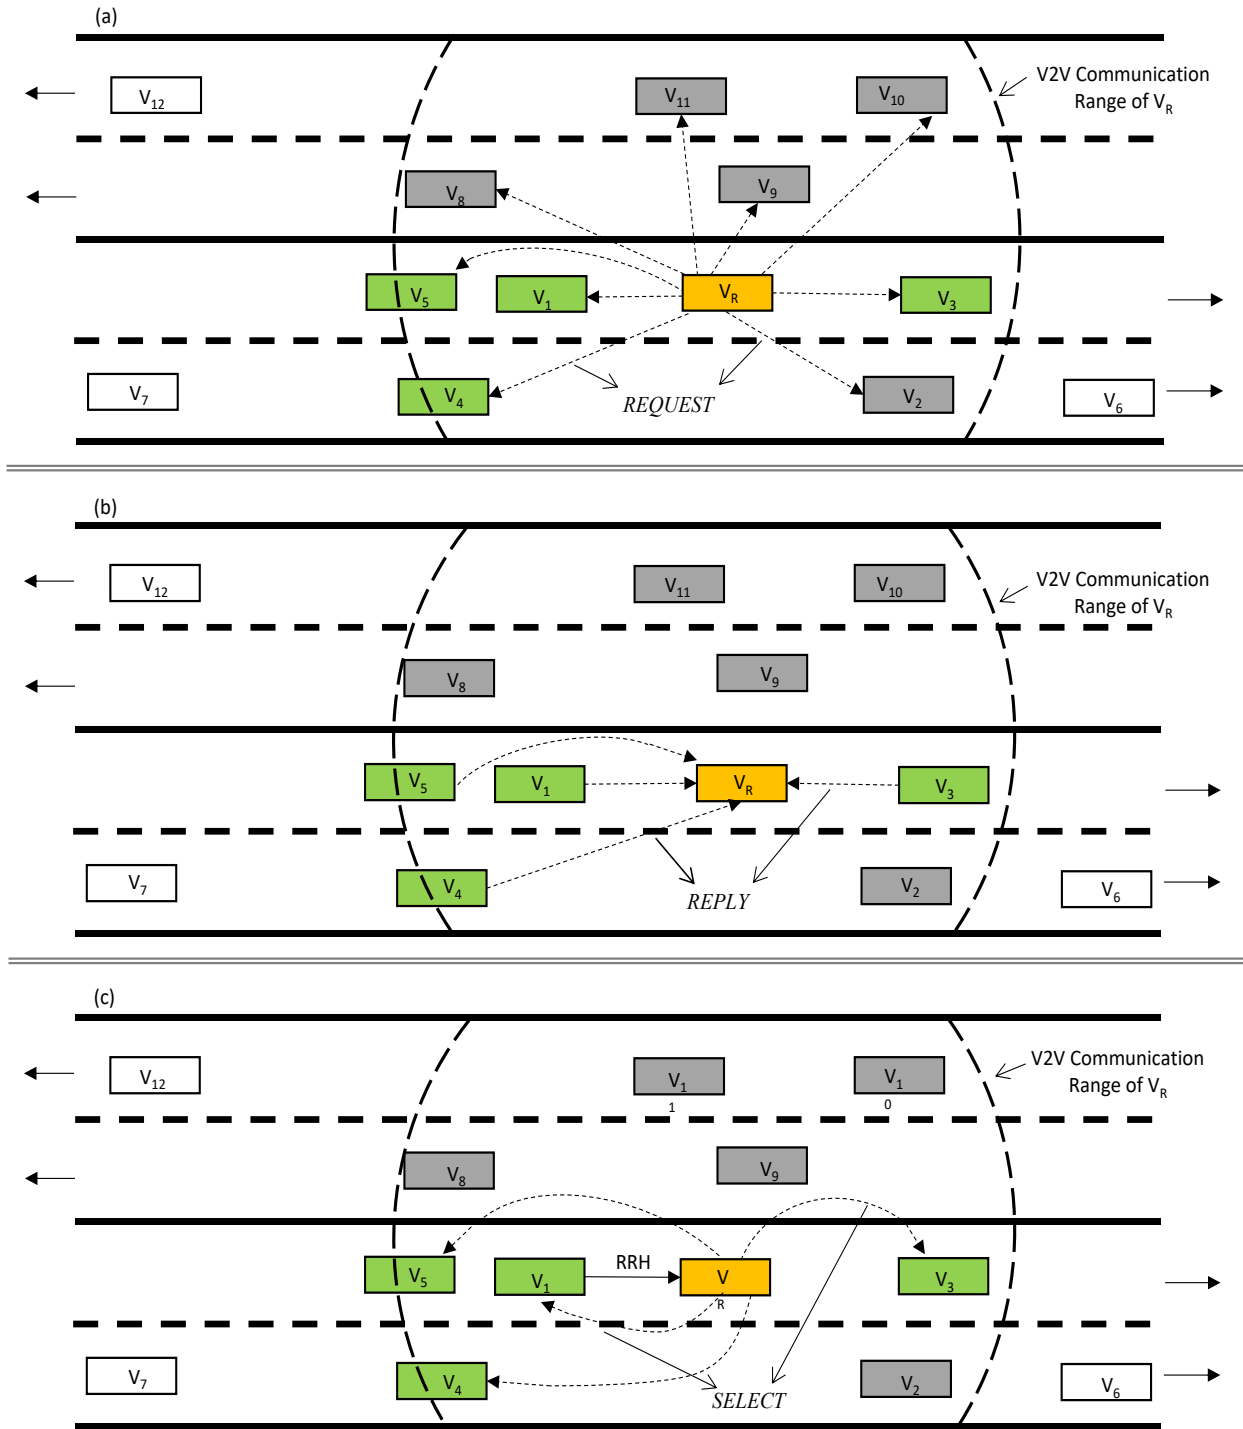 (a)
V12
V11
V10
V2V Communication
Range of VR
V8
V9
V5
V1
VR
V3
V7
V4
REQUEST
V2
V6
(b)
V12
V11
V10
V2V Communication
Range of VR
V8
V9
V5
V1
VR
V3
V7
V4
REPLY
V2
V6
(c)
V12
V1
1
V1
0
V2V Communication
Range of VR
V8
V9
V5
V1
RRH
V
R
V3
V7
V4
SELECT
V2
V6